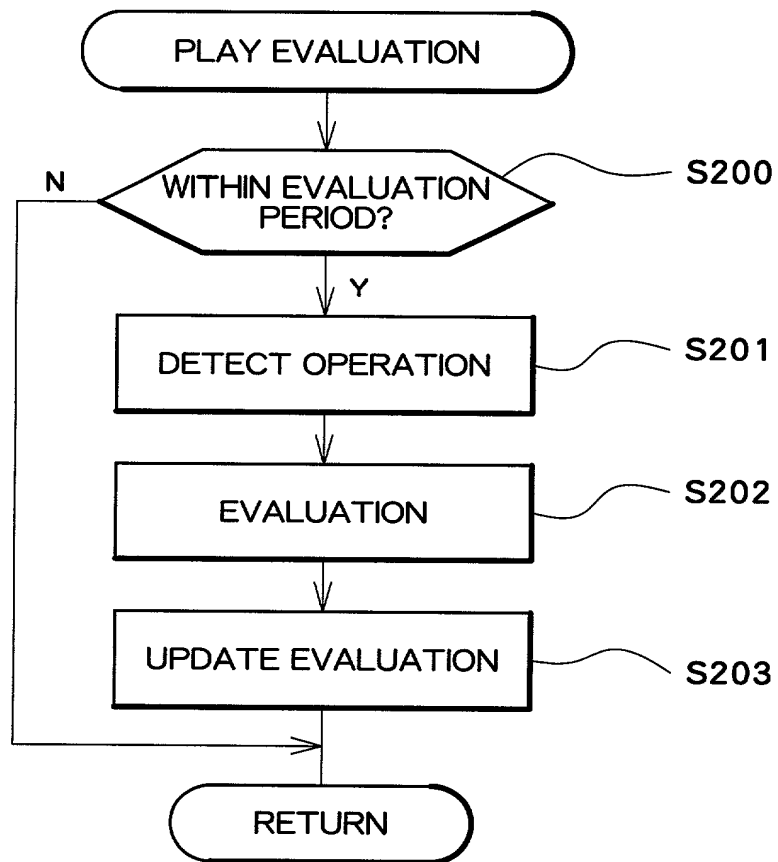 PLAY EVALUATION
N
WITHIN EVALUATION
PERIOD?
S200
Y
DETECT OPERATION
S201
EVALUATION
S202
UPDATE EVALUATION
S203
RETURN